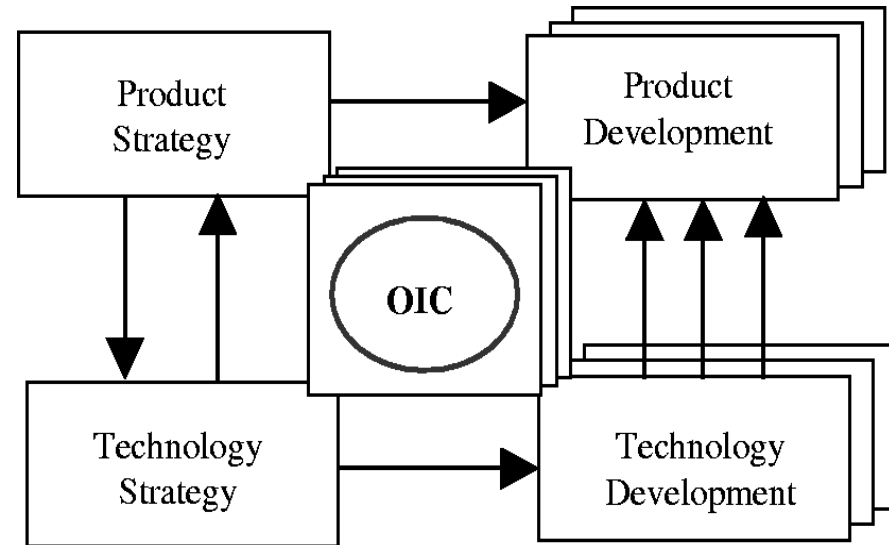 Product
Strategy
Product
Development
OIC
Technology
Strategy
Technology
Development